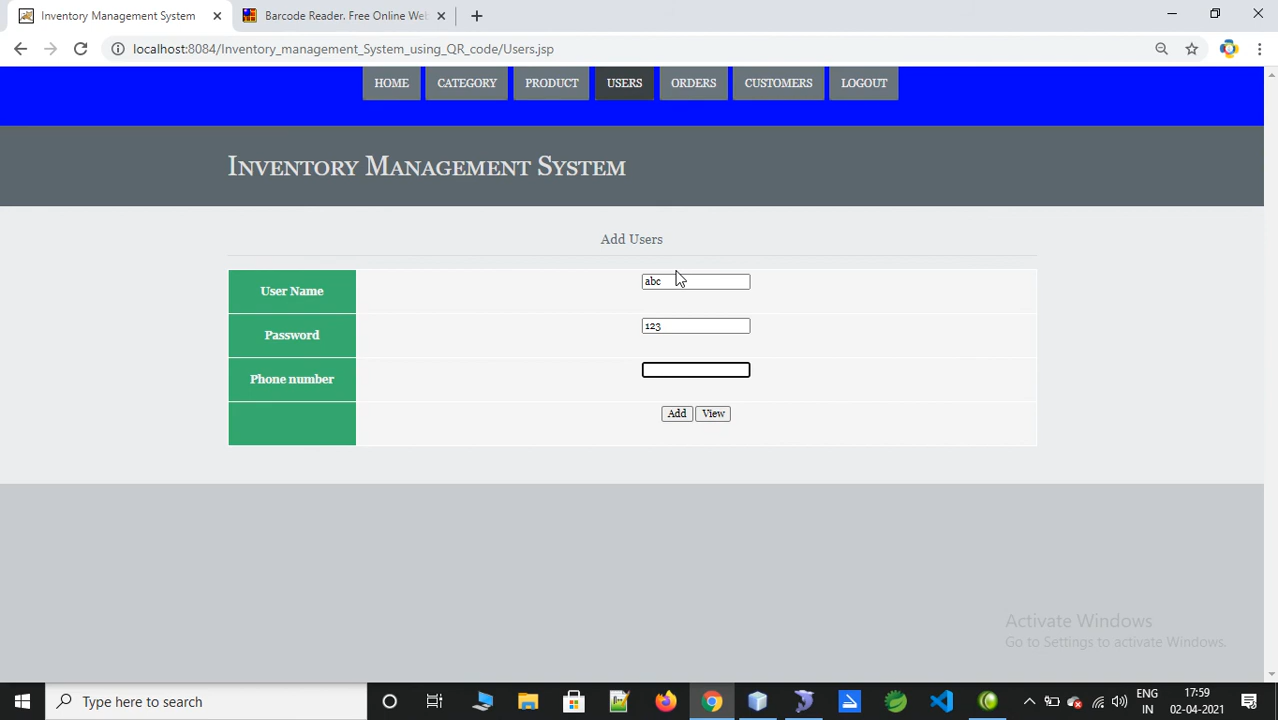 Inventory Management System
Barcode Reader. Free Online Web
localhost:8084/Inventory_management_System_using_QR_code/Users.jsp
HOME CATEGORY PRODUCT USERS ORDERS CUSTOMERS LOGOUT
Inventory Management System
Add Users
User Name abc
Password 123
Phone number
Add View
Activate Windows
Go to Settings to activate Windows.
Type here to search
ENG 17:59
IN 02-04-2021